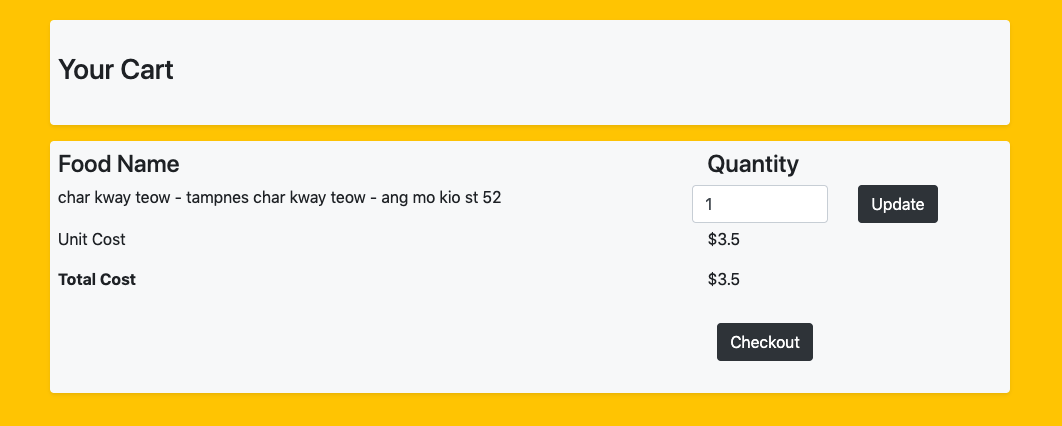 Your Cart
Food Name Quantity
char kway teow - tampnes char kway teow - ang mo kio st 52 1 Update
Unit Cost $3.5
Total Cost $3.5
Checkout